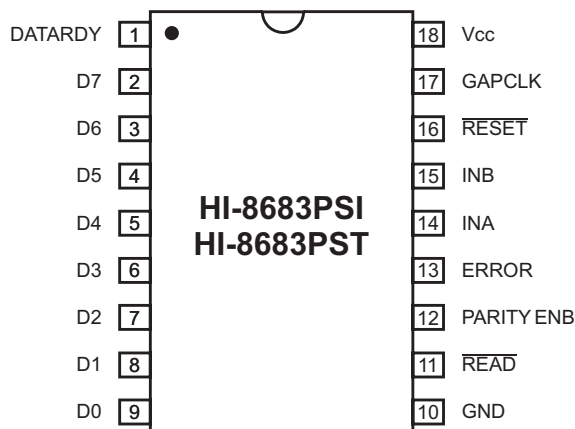 DATARDY 1 18 Vcc
D7 2 17 GAPCLK
D6 3 16 RESET
D5 4 15 INB
HI-8683PSI
D4 5 14 INA
HI-8683PST
D3 6 13 ERROR
D2 7 12 PARITY ENB
D1 8 11 READ
D0 9 10 GND